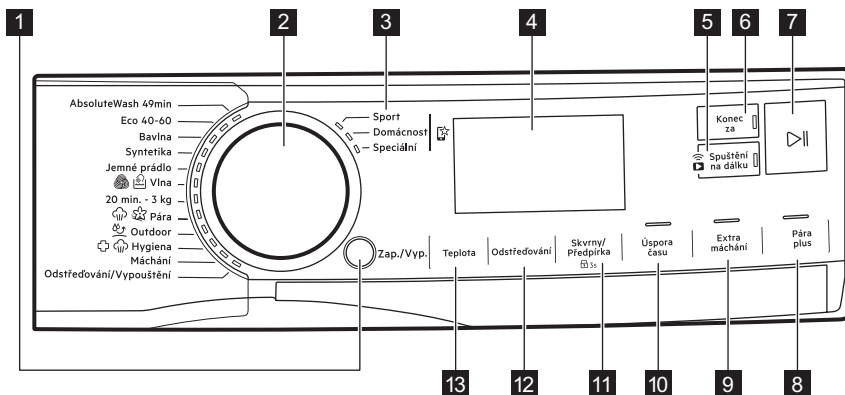 1
2
3
4
5
6
7
AbsoluteWash 49min
Eco 40-60
Bavlna
Syntetika
Jemné prádlo
Vlna
20 min. - 3 kg
Pára
Outdoor
Hygiena
Máchání
Odstřeďování/Vypouštění
Sport
Domácnost
Speciální
Zap./Vyp.
Teplota
Odstřeďování
Skvrny/
Předpírka
3s
Úspora
času
Extra
máchání
Pára
plus
Konec
za
Spuštění
na dálku
13
12
11
10
9
8